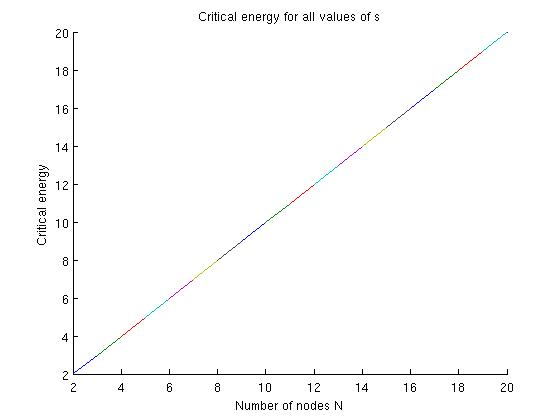 Critical energy for all values of s
20
18
16
14
12
10
8
6
4
2
Critical energy
2 4 6 8 10 12 14 16 18 20
Number of nodes N